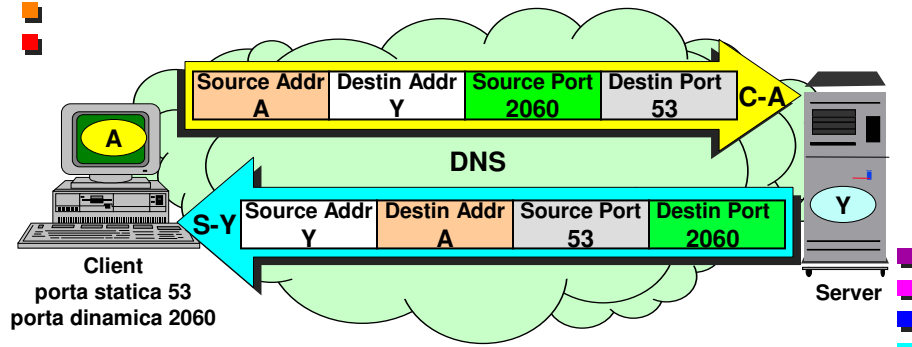 Source Addr Destin Addr Source Port Destin Port
A Y 2060 53
C-A
A
DNS
S-Y
Source Addr Destin Addr Source Port Destin Port
Y A 53 2060
Y
Client
porta statica 53
porta dinamica 2060
Server